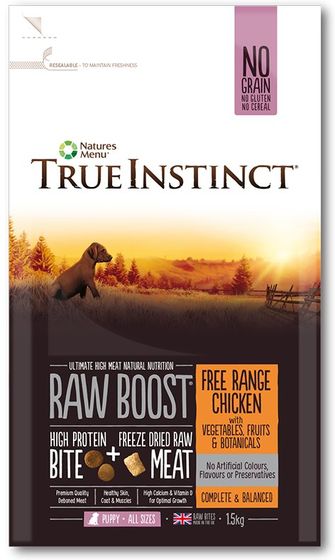 RESEALABLE - TO MAINTAIN FRESHNESS
NO
GRAIN
NO GLUTEN
NO CEREAL
Natures
Menu™
TRUE INSTINCT®
ULTIMATE HIGH MEAT NATURAL NUTRITION
RAW BOOST®
HIGH PROTEIN
BITE
+
FREEZE DRIED RAW
MEAT
Premium Quality
Deboned Meat
Healthy Skin,
Coat & Muscles
High Calcium & Vitamin D
for Optimal Growth
FREE RANGE
CHICKEN
with
VEGETABLES, FRUITS
& BOTANICALS
No Artificial Colours,
Flavours or Preservatives
COMPLETE & BALANCED
PUPPY • ALL SIZES
RAW BITES
MADE IN THE UK
1.5kg